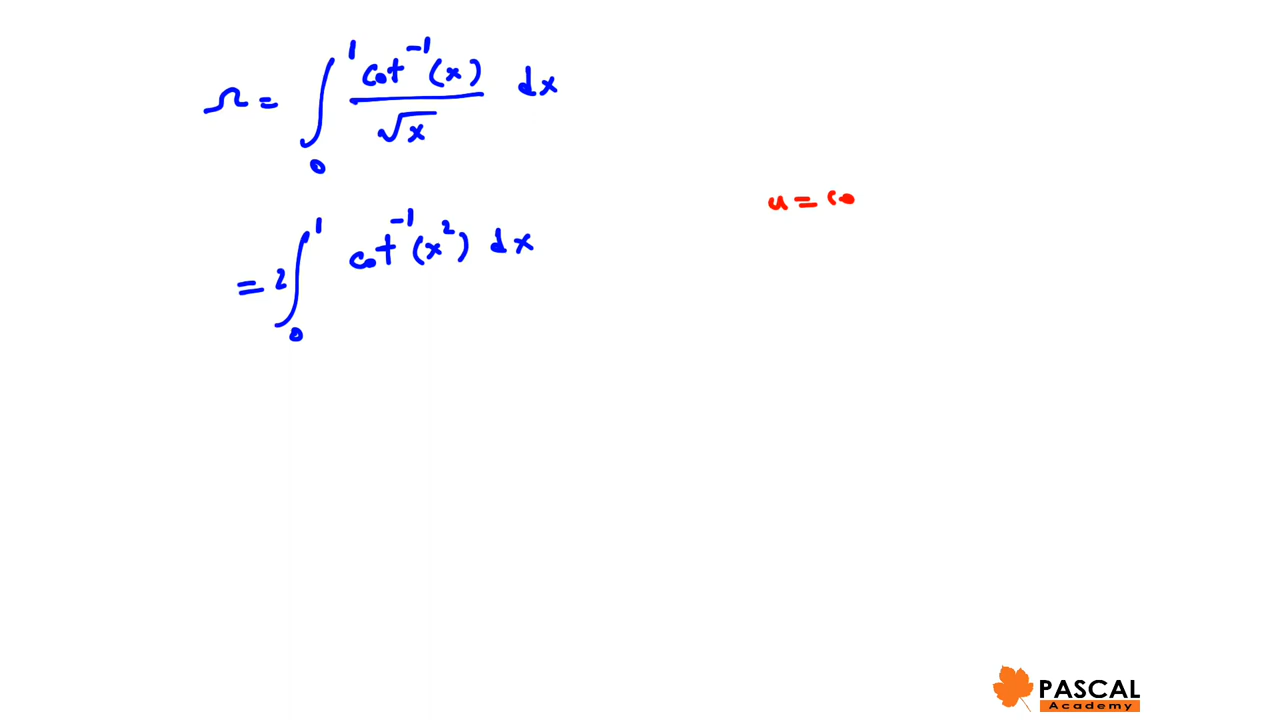 Ω = ∫₀¹ cot⁻¹(x) / √x dx
= 2 ∫₀¹ cot⁻¹(x²) dx
u = co
PASCAL
Academy